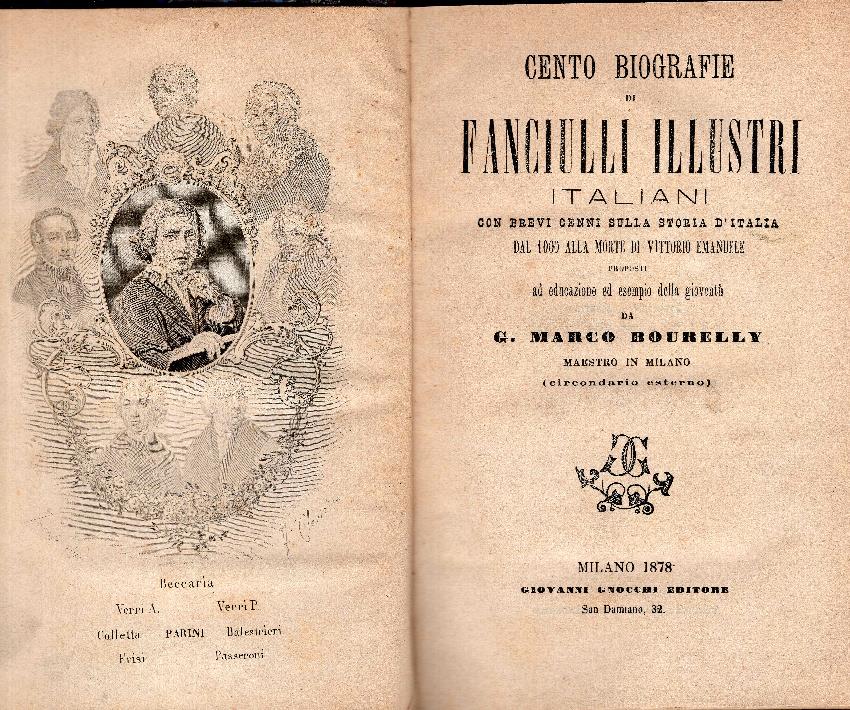 Beccaria
Verri A. Verri P.
Colletta PARINI Balestrieri
Frisi Passeroni
CENTO BIOGRAFIE
DI
FANCIULLI ILLUSTRI
ITALIANI
CON BREVI CENNI SULLA STORIA D'ITALIA
DAL ALLA MORTE DI VITTORIO EMANUELE
PROPOSTI
ad educazione ed esempio della gioventù
DA
G. MARCO BOURELLY
MAESTRO IN MILANO
(circondario esterno)
GG
MILANO 1878
GIOVANNI GNOCCHI EDITORE
San Damiano, 32.